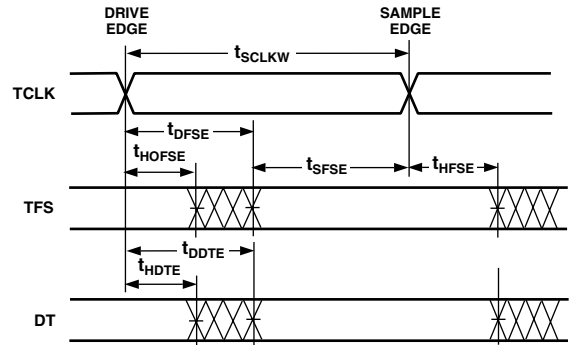 DRIVE EDGE
SAMPLE EDGE
tSCLKW
TCLK
tDFSE
tHOFSE
tSFSE
tHFSE
TFS
tDDTE
tHDTE
DT